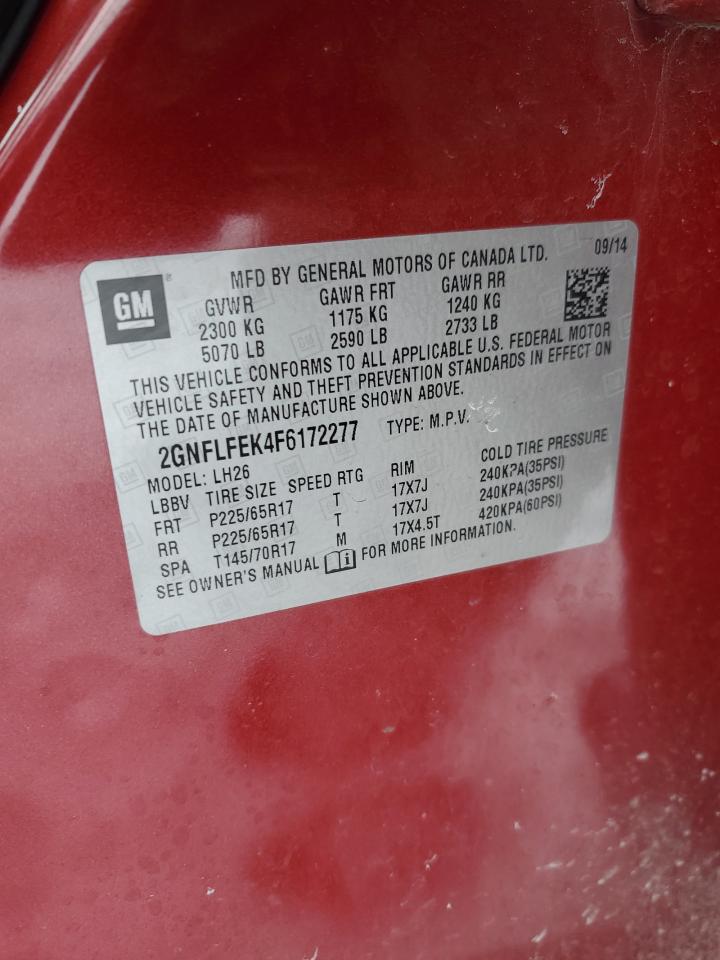 GM
MFD BY GENERAL MOTORS OF CANADA LTD. 09/14
GVWR GAWR FRT GAWR RR
2300 KG 1175 KG 1240 KG
5070 LB 2590 LB 2733 LB
THIS VEHICLE CONFORMS TO ALL APPLICABLE U.S. FEDERAL MOTOR
VEHICLE SAFETY AND THEFT PREVENTION STANDARDS IN EFFECT ON
THE DATE OF MANUFACTURE SHOWN ABOVE.
2GNFLFEK4F6172277 TYPE: M.P.V.
MODEL: LH26
LBBV TIRE SIZE SPEED RTG RIM COLD TIRE PRESSURE
FRT P225/65R17 T 17X7J 240KPA(35PSI)
RR P225/65R17 T 17X7J 240KPA(35PSI)
SPA T145/70R17 M 17X4.5T 420KPA(60PSI)
SEE OWNER'S MANUAL FOR MORE INFORMATION.